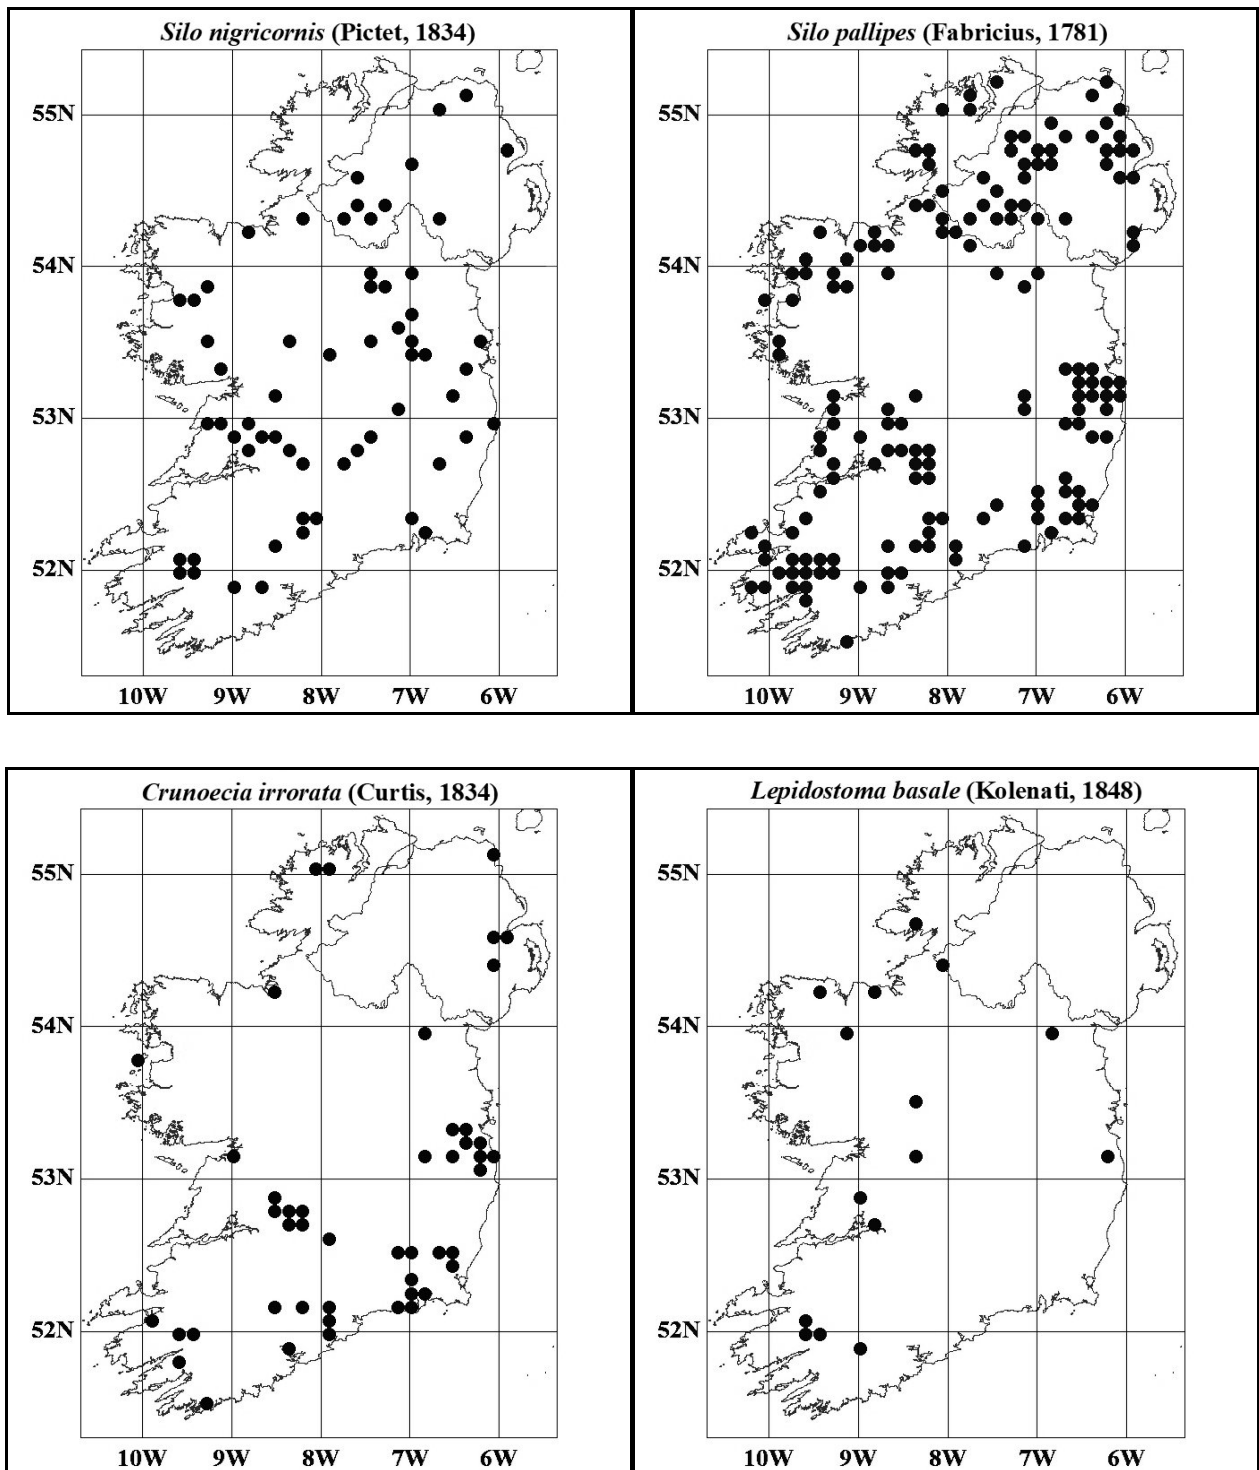 Silo nigricornis (Pictet, 1834)
55N
54N
53N
52N
10W 9W 8W 7W 6W
Silo pallipes (Fabricius, 1781)
55N
54N
53N
52N
10W 9W 8W 7W 6W
Crunoecia irrorata (Curtis, 1834)
55N
54N
53N
52N
10W 9W 8W 7W 6W
Lepidostoma basale (Kolenati, 1848)
55N
54N
53N
52N
10W 9W 8W 7W 6W